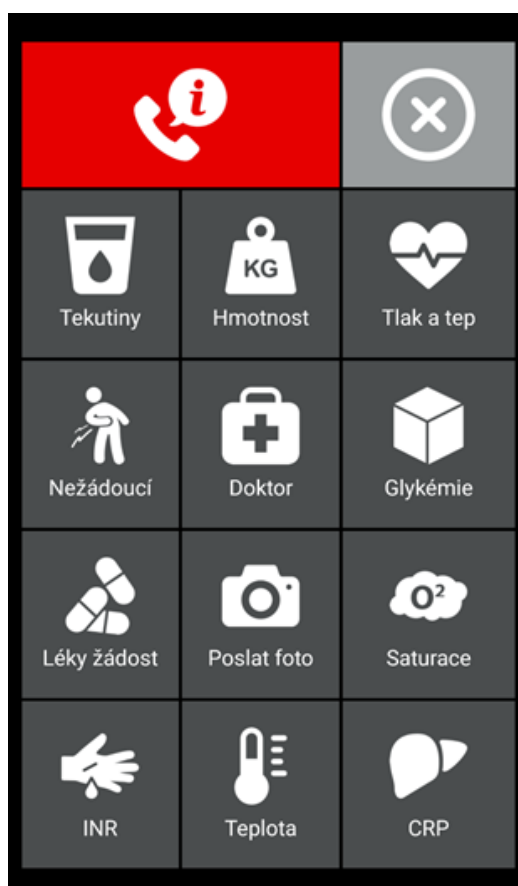 i
KG
Tekutiny
Hmotnost
Tlak a tep
Nežádoucí
Doktor
Glykémie
O²
Léky žádost
Poslat foto
Saturace
INR
Teplota
CRP